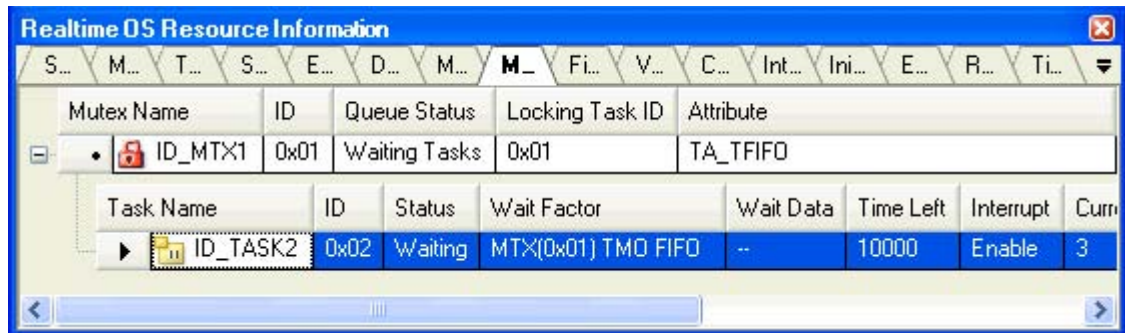 Realtime OS Resource Information
S... M... T... S... E... D... M... M... Fi... V... C... Int... Ini... E... R... Ti...
Mutex Name ID Queue Status Locking Task ID Attribute
ID_MTX1 0x01 Waiting Tasks 0x01 TA_TFIFO
Task Name ID Status Wait Factor Wait Data Time Left Interrupt Curr
ID_TASK2 0x02 Waiting MTX(0x01) TMO FIFO -- 10000 Enable 3